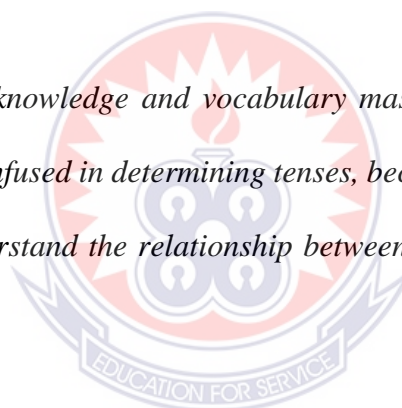 knowledge and vocabulary mas
nfused in determining tenses, bec
rstand the relationship between
EDUCATION FOR SERVICE